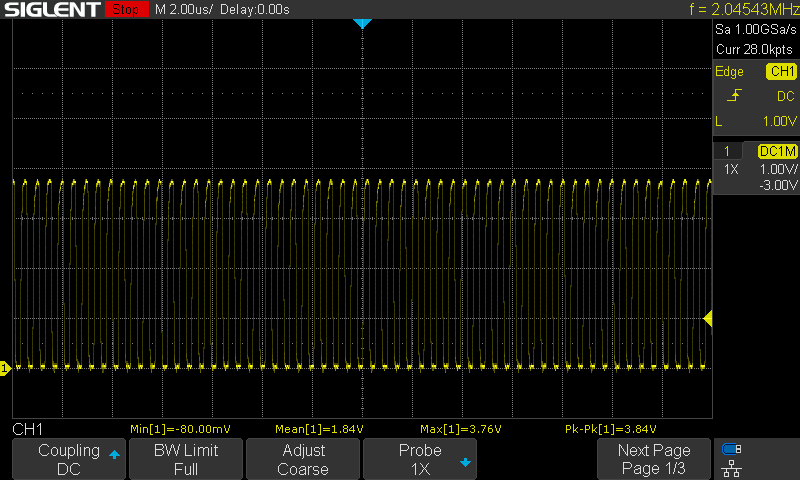 SIGLENT Stop M 2.00us/ Delay:0.00s f = 2.04543MHz
Sa 1.00GSa/s
Curr 28.0kpts
Edge CH1
DC
L 1.00V
1 DC1M
1X 1.00V/
-3.00V
1
CH1 Min[1]=-80.00mV Mean[1]=1.84V Max[1]=3.76V Pk-Pk[1]=3.84V
Coupling BW Limit Adjust Probe Next Page
DC Full Coarse 1X Page 1/3